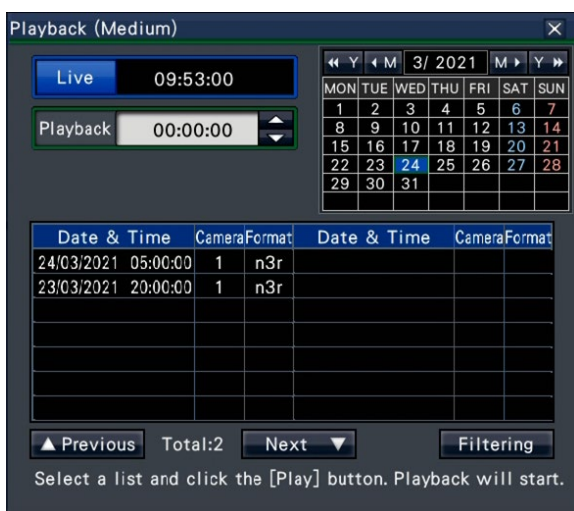 Playback (Medium)
Live 09:53:00
Playback 00:00:00
Y M 3/ 2021 M Y
MON TUE WED THU FRI SAT SUN
1 2 3 4 5 6 7
8 9 10 11 12 13 14
15 16 17 18 19 20 21
22 23 24 25 26 27 28
29 30 31
Date & Time Camera Format Date & Time Camera Format
24/03/2021 05:00:00 1 n3r
23/03/2021 20:00:00 1 n3r
Previous Total:2 Next Filtering
Select a list and click the [Play] button. Playback will start.